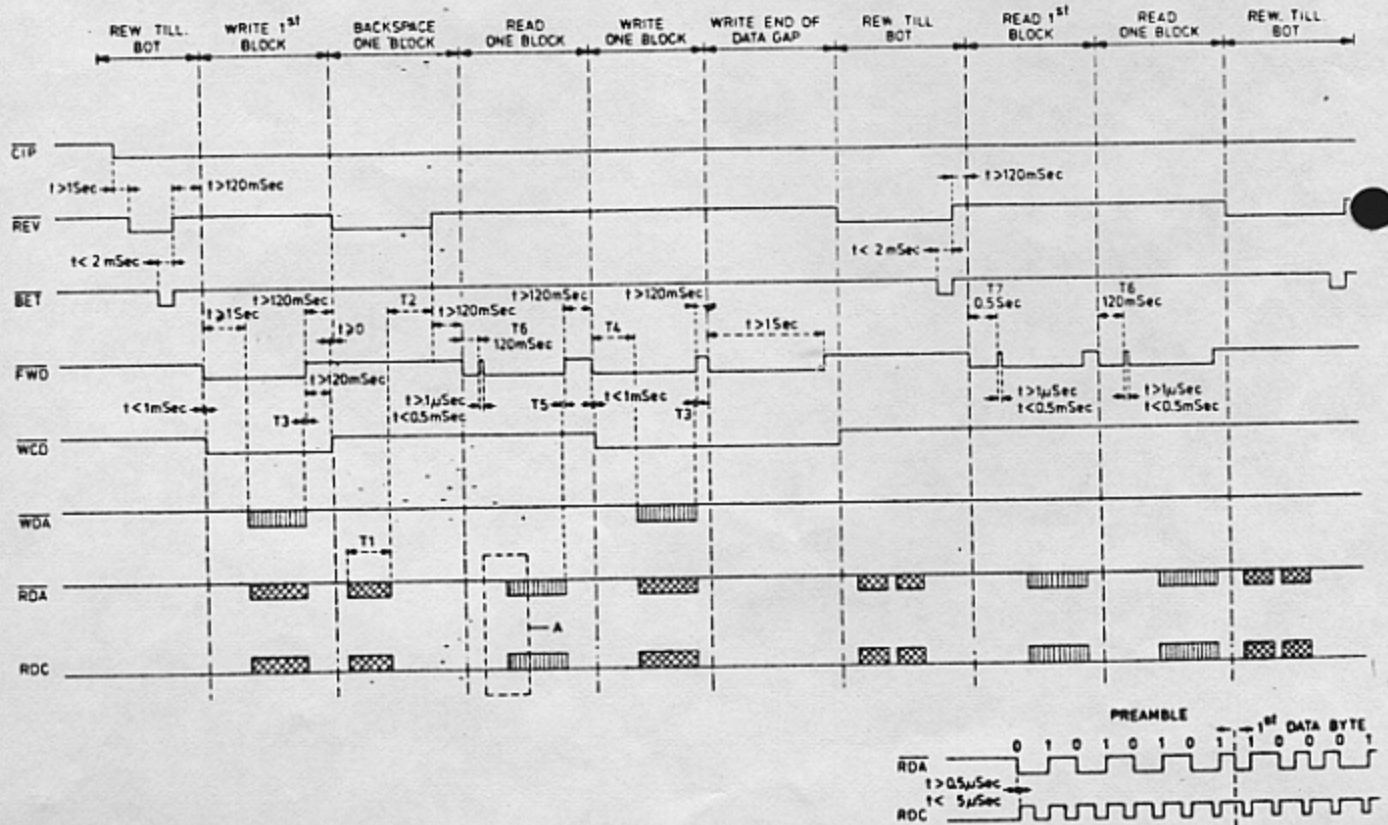 REW TILL. BOT
WRITE 1st BLOCK
BACKSPACE ONE BLOCK
READ ONE BLOCK
WRITE ONE BLOCK
WRITE END OF DATA GAP
REW TILL BOT
READ 1st BLOCK
READ ONE BLOCK
REW. TILL. BOT
CIP
t>1Sec
t>120mSec
t>120mSec
REV
t<2mSec
t<2mSec
BET
t⩾1Sec
t>120mSec
t⩾0
T2
t>120mSec
t>120mSec
T6
120mSec
T4
t>120mSec
t>1Sec
T7
0.5Sec
T6
120mSec
FWD
t<1mSec
T3
t>120mSec
t>1µSec
t<0.5mSec
T5
t<1mSec
T3
t>1µSec
t<0.5mSec
t>1µSec
t<0.5mSec
WCD
WDA
T1
RDA
A
RDC
PREAMBLE
1st DATA BYTE
0 1 0 1 0 1 0 1 1 0 0 0 1
RDA
t>0.5µSec
t< 5µSec
RDC